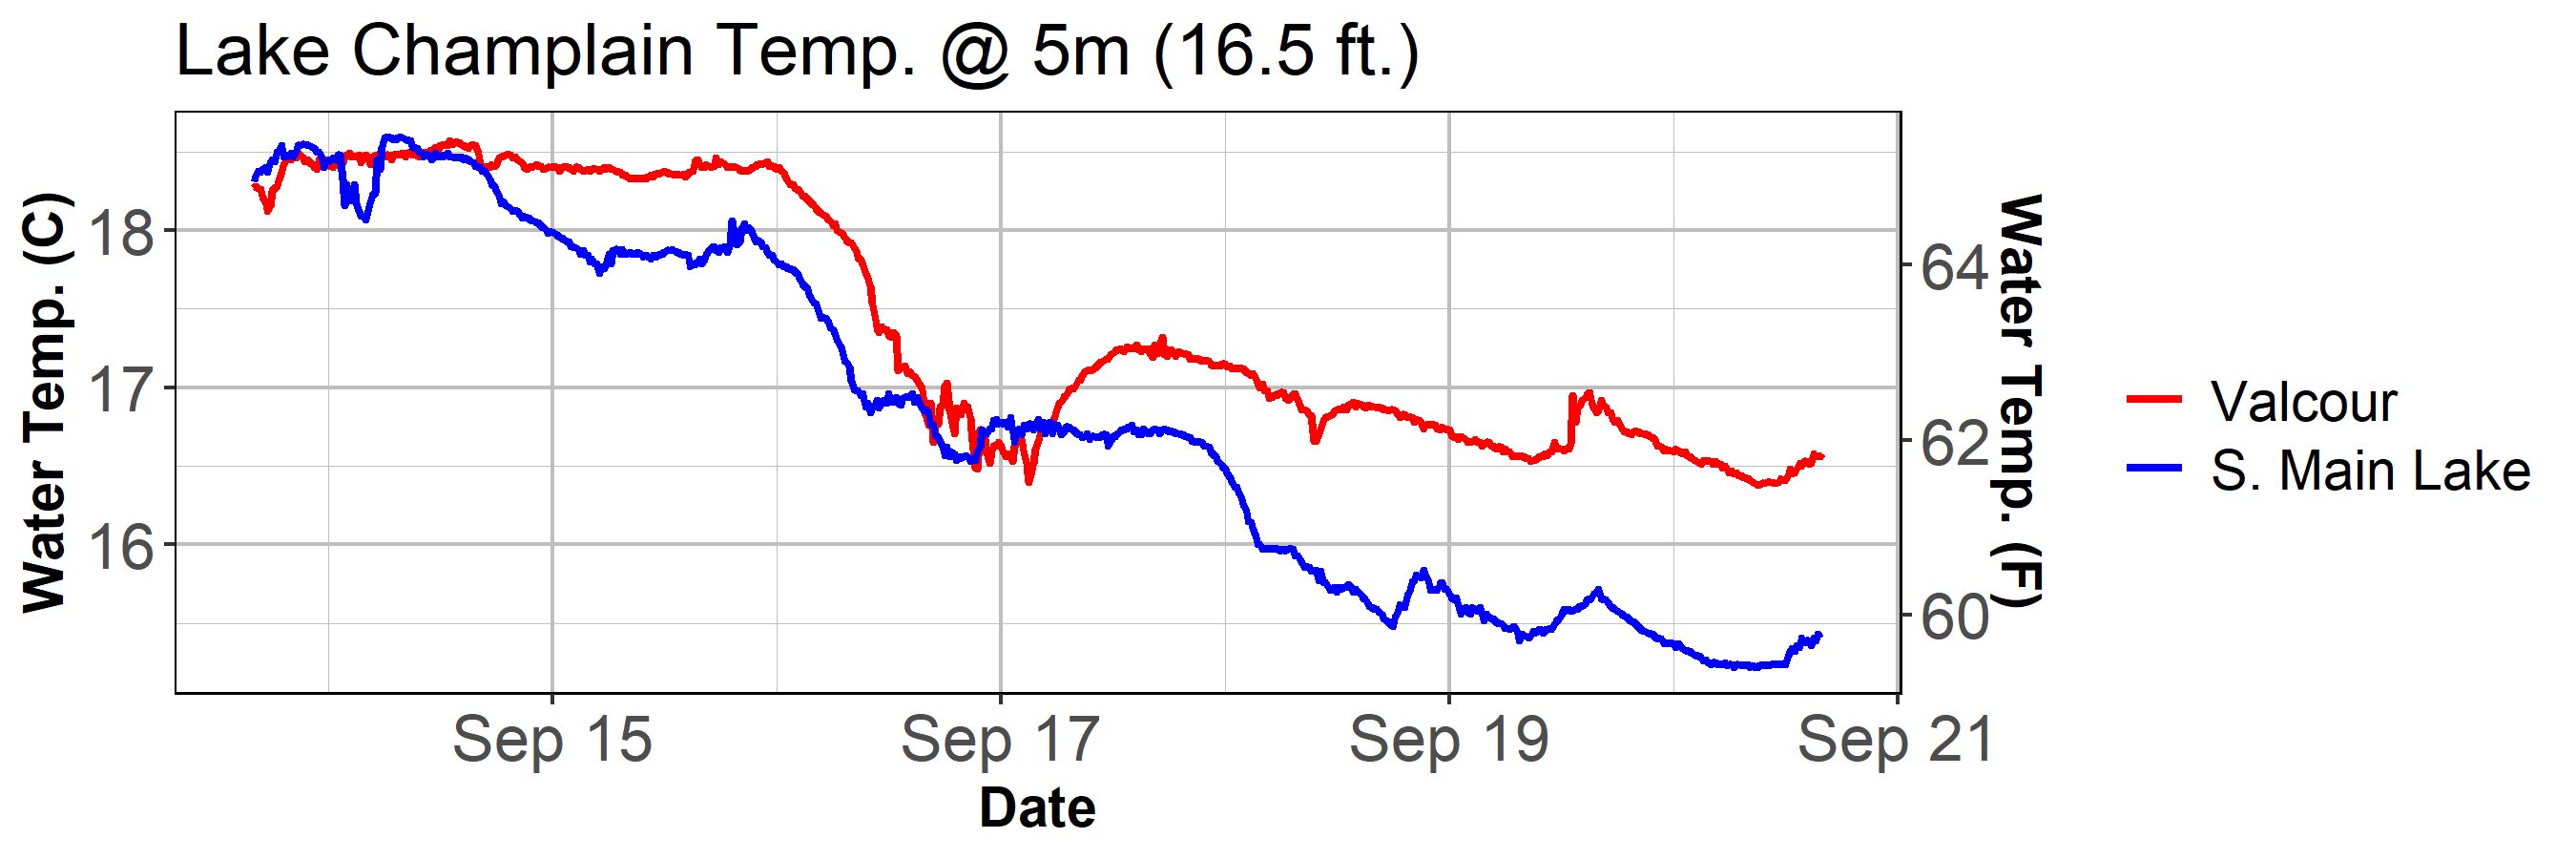 Lake Champlain Temp. @ 5m (16.5 ft.)
Water Temp. (C)
18
17
16
64
62
60
Water Temp. (F)
Sep 15
Sep 17
Sep 19
Sep 21
Date
Valcour
S. Main Lake